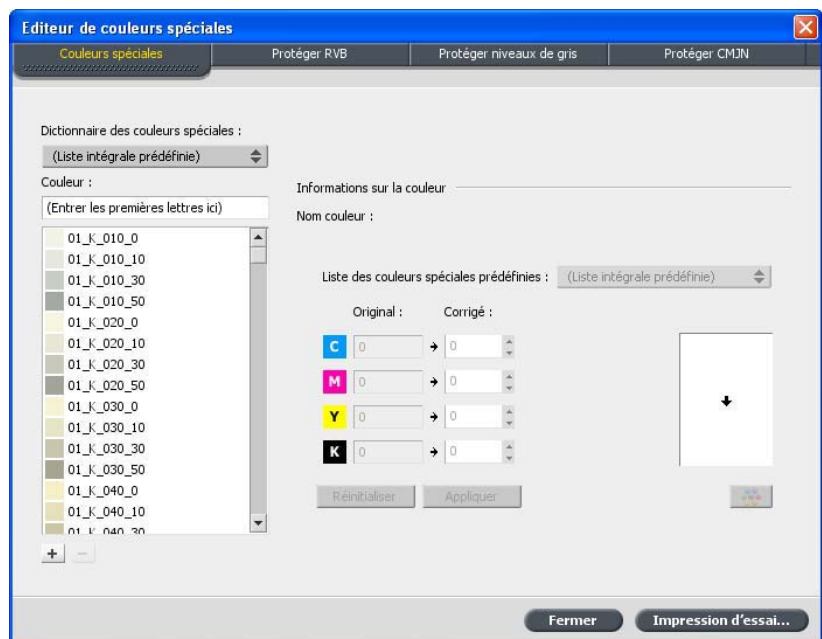 Editeur de couleurs spéciales
Couleurs spéciales Protéger RVB Protéger niveaux de gris Protéger CMJN
Dictionnaire des couleurs spéciales :
(Liste intégrale prédéfinie)
Couleur :
(Entrer les premières lettres ici)
01_K_010_0
01_K_010_10
01_K_010_30
01_K_010_50
01_K_020_0
01_K_020_10
01_K_020_30
01_K_020_50
01_K_030_0
01_K_030_10
01_K_030_30
01_K_030_50
01_K_040_0
01_K_040_10
01_K_040_30
+ −
Informations sur la couleur
Nom couleur :
Liste des couleurs spéciales prédéfinies : (Liste intégrale prédéfinie)
Original : Corrigé :
C 0 → 0
M 0 → 0
Y 0 → 0
K 0 → 0
Réinitialiser Appliquer
Fermer Impression d'essai...